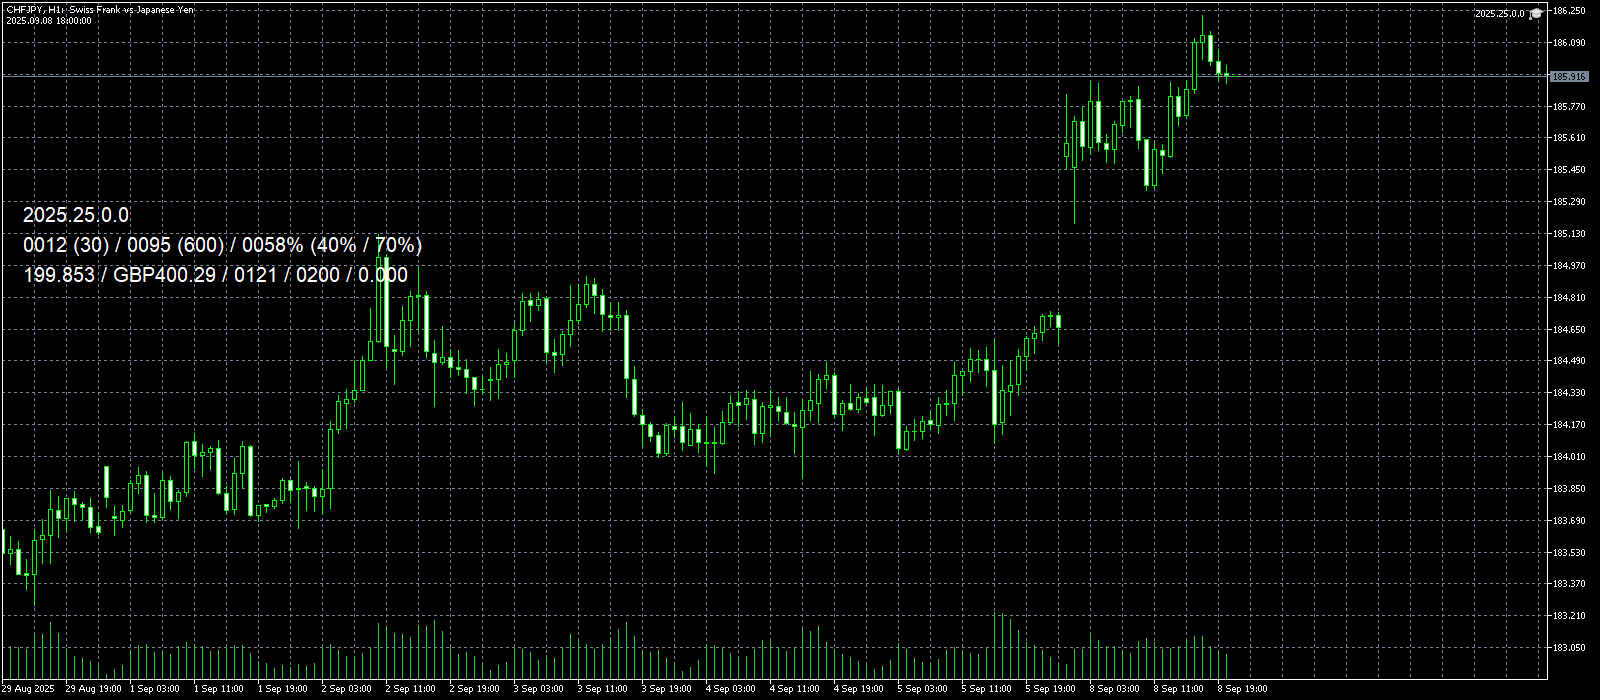 CHFJPY, H1: Swiss Frank vs Japanese Yen
2025.09.08 18:00:00
2025.25.0.0
186.250
186.090
185.916
185.770
185.610
185.450
185.290
185.130
184.970
184.810
184.650
184.490
184.330
184.170
184.010
183.850
183.690
183.530
183.370
183.210
183.050
2025.25.0.0
0012 (30) / 0095 (600) / 0058% (40% / 70%)
199.853 / GBP400.29 / 0121 / 0200 / 0.000
29 Aug 2025
29 Aug 19:00
1 Sep 03:00
1 Sep 11:00
1 Sep 19:00
2 Sep 03:00
2 Sep 11:00
2 Sep 19:00
3 Sep 03:00
3 Sep 11:00
3 Sep 19:00
4 Sep 03:00
4 Sep 11:00
4 Sep 19:00
5 Sep 03:00
5 Sep 11:00
5 Sep 19:00
8 Sep 03:00
8 Sep 11:00
8 Sep 19:00